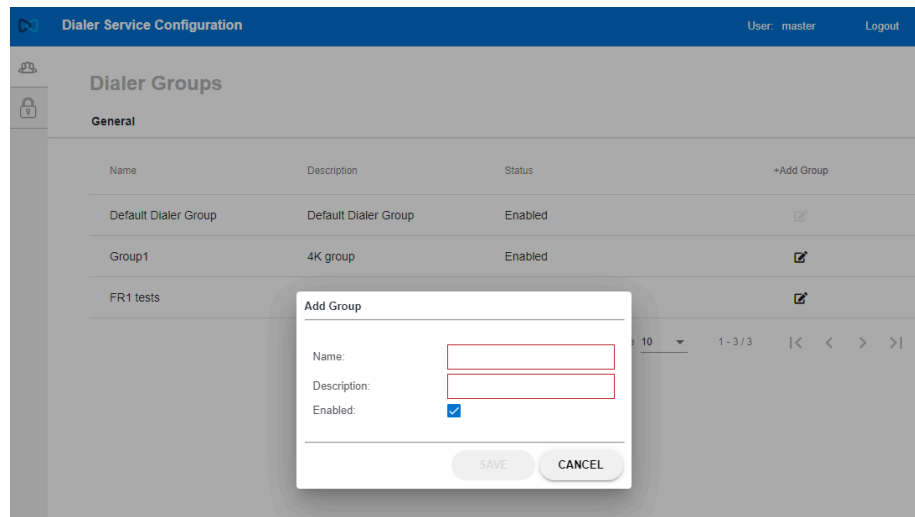 Dialer Service Configuration User: master Logout
Dialer Groups
General
Name Description Status +Add Group
Default Dialer Group Default Dialer Group Enabled
Group1 4K group Enabled
FR1 tests
10 1 - 3 / 3
Add Group
Name:
Description:
Enabled:
SAVE CANCEL